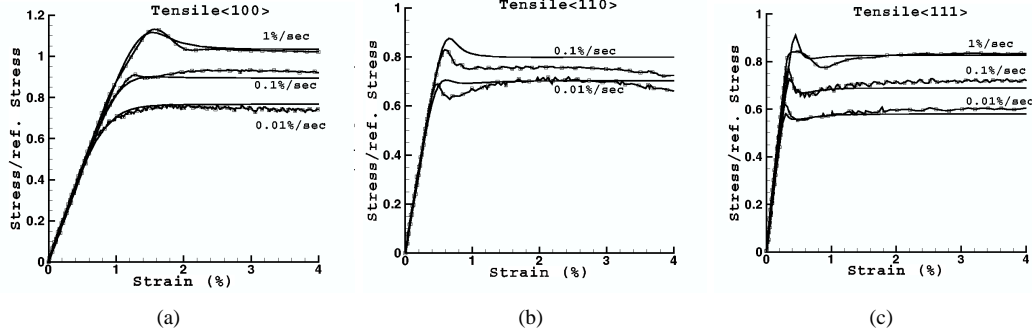 Tensile<100>
Stress/ref. Stress
1.2
1
0.8
0.6
0.4
0.2
0
1%/sec
0.1%/sec
0.01%/sec
0 1 2 3 4
Strain (%)
(a)
Tensile<110>
Stress/ref. Stress
1
0.8
0.6
0.4
0.2
0
0.1%/sec
0.01%/sec
0 1 2 3 4
Strain (%)
(b)
Tensile<111>
Stress/ref. Stress
1
0.8
0.6
0.4
0.2
0
1%/sec
0.1%/sec
0.01%/sec
0 1 2 3 4
Strain (%)
(c)